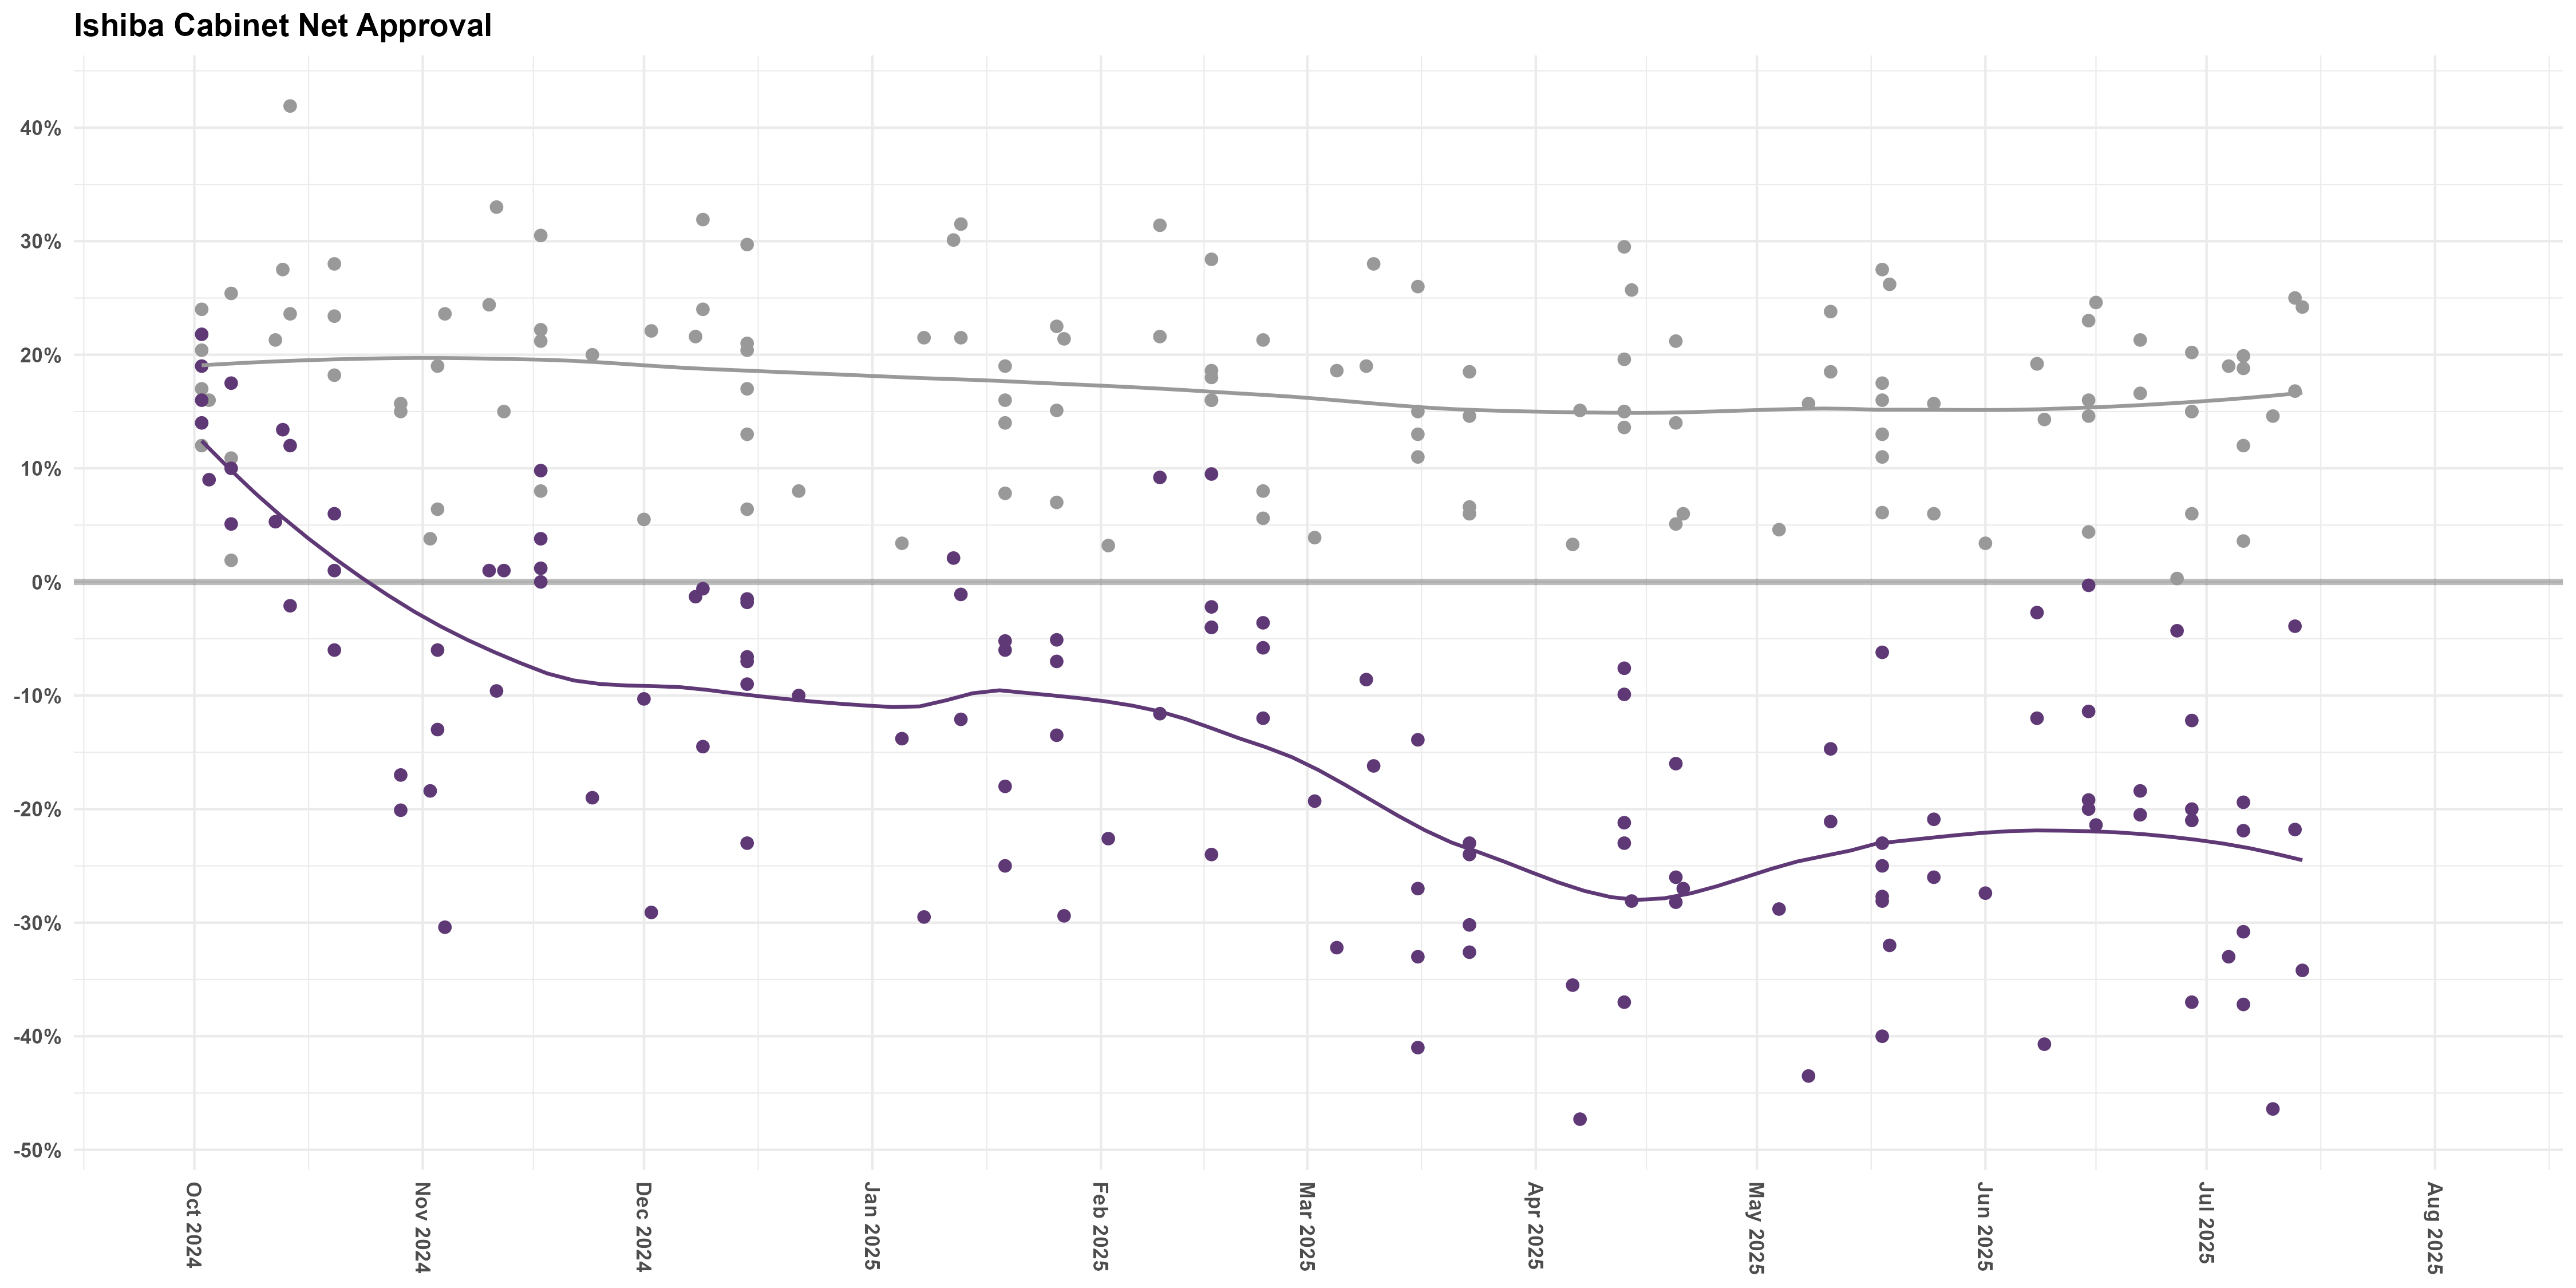 Ishiba Cabinet Net Approval
40%
30%
20%
10%
0%
-10%
-20%
-30%
-40%
-50%
Oct 2024
Nov 2024
Dec 2024
Jan 2025
Feb 2025
Mar 2025
Apr 2025
May 2025
Jun 2025
Jul 2025
Aug 2025